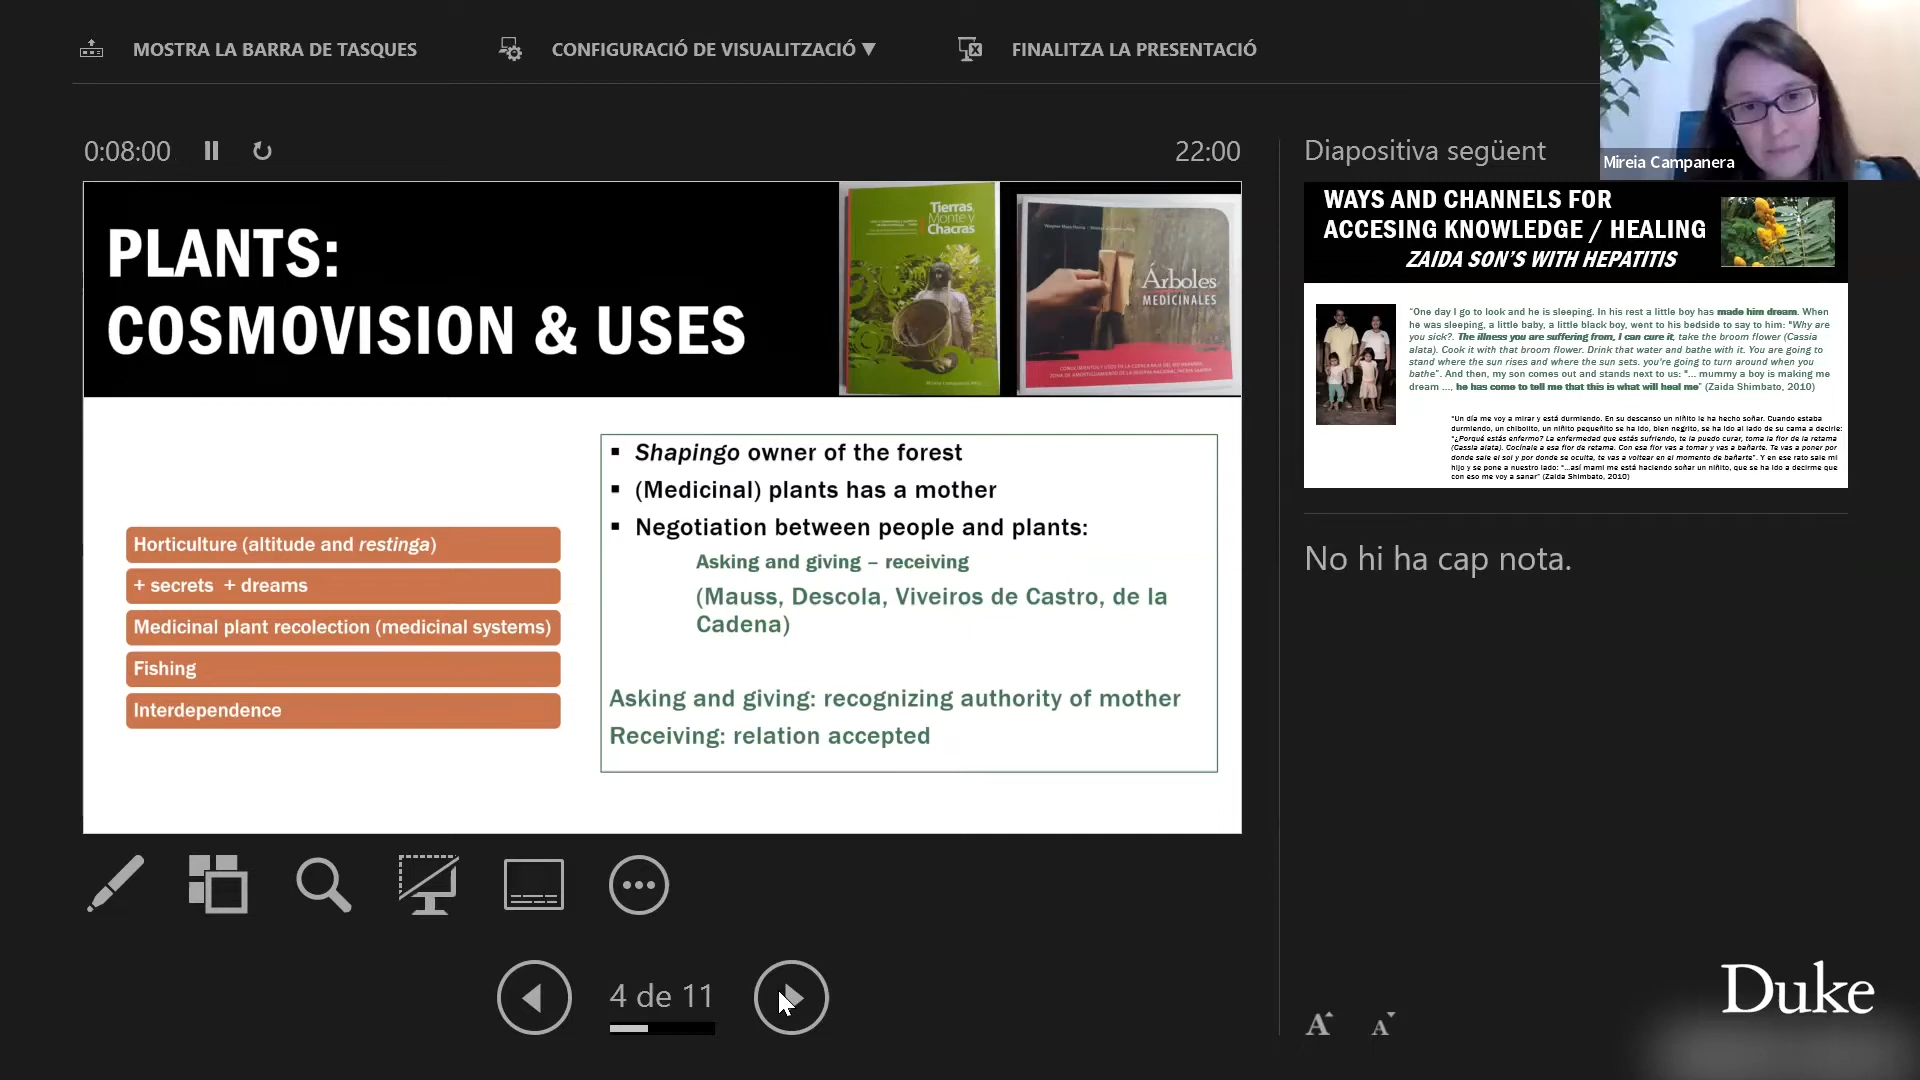 MOSTRA LA BARRA DE TASQUES
CONFIGURACIÓ DE VISUALITZACIÓ ▼
FINALITZA LA PRESENTACIÓ
Mireia Campanera
0:08:00
22:00
Diapositiva següent
PLANTS:
COSMOVISION & USES
Tierras,
Monte y
Chacras
Árboles
MEDICINALES
Horticulture (altitude and restinga)
+ secrets + dreams
Medicinal plant recolection (medicinal systems)
Fishing
Interdependence
▪ Shapingo owner of the forest
▪ (Medicinal) plants has a mother
▪ Negotiation between people and plants:
Asking and giving – receiving
(Mauss, Descola, Viveiros de Castro, de la
Cadena)
Asking and giving: recognizing authority of mother
Receiving: relation accepted
WAYS AND CHANNELS FOR
ACCESING KNOWLEDGE / HEALING
ZAIDA SON'S WITH HEPATITIS
"One day I go to look and he is sleeping. In his rest a little boy has made him dream. When
he was sleeping, a little baby, a little black boy, went to his bedside to say to him: "Why are
you sick?. The illness you are suffering from, I can cure it, take the broom flower (Cassia
alata). Cook it with that broom flower. Drink that water and bathe with it. You are going to
stand where the sun rises and where the sun sets. you're going to turn around when you
bathe". And then, my son comes out and stands next to us: "... mummy a boy is making me
dream ..., he has come to tell me that this is what will heal me" (Zaida Shimbato, 2010)
"Un día me voy a mirar y está durmiendo. En su descanso un niñito le ha hecho soñar. Cuando estaba
durmiendo, un chibolito, un niñito pequeñito se ha ido, bien negrito, se ha ido al lado de su cama a decirle:
"¿Porqué estás enfermo? La enfermedad que estás sufriendo, te la puedo curar, toma la flor de la retama
(Cassia alata). Cocínale a esa flor de retama. Con esa flor vas a tomar y vas a bañarte. Te vas a poner por
donde sale el sol y por donde se oculta, te vas a voltear en el momento de bañarte". Y en ese rato sale mi
hijo y se pone a nuestro lado: "...así mami me está haciendo soñar un niñito, que se ha ido a decirme que
con eso me voy a sanar" (Zaida Shimbato, 2010)
No hi ha cap nota.
4 de 11
A A
Duke